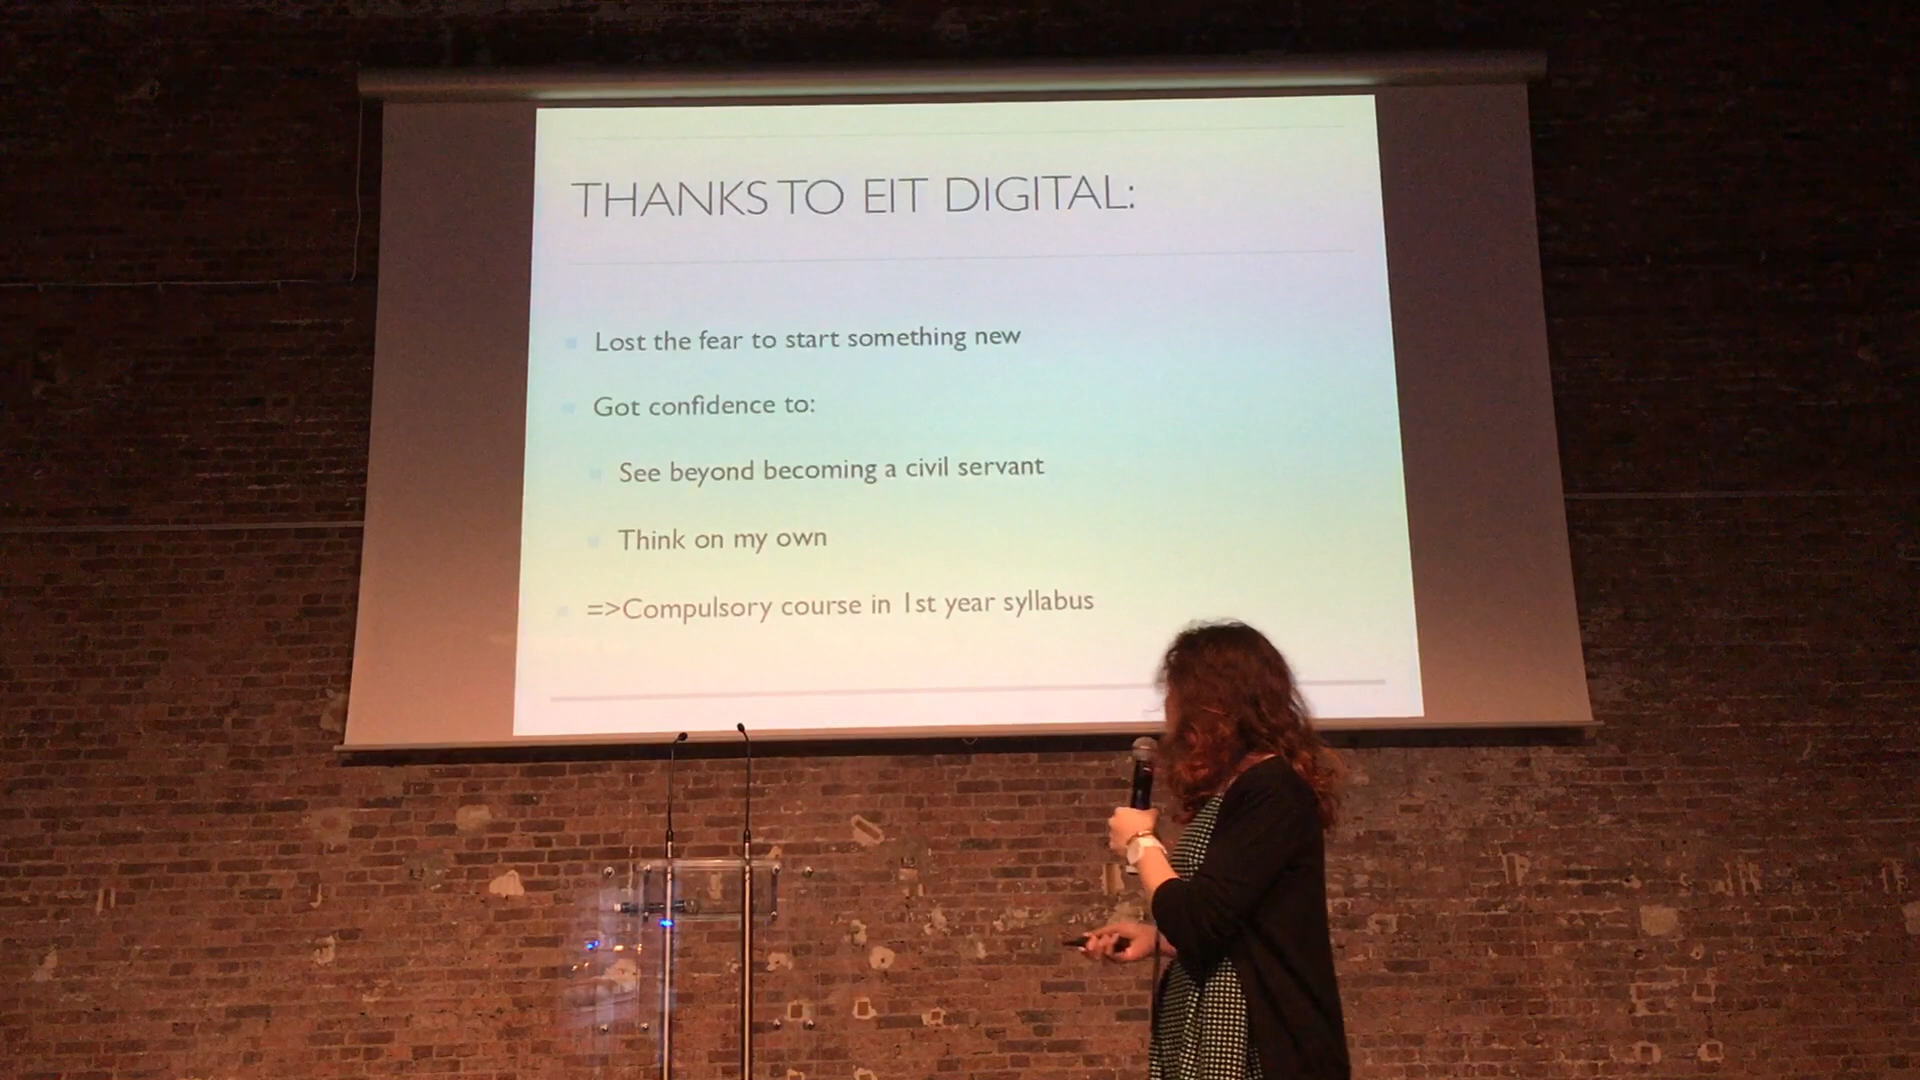 THANKS TO EIT DIGITAL:
Lost the fear to start something new
Got confidence to:
See beyond becoming a civil servant
Think on my own
=>Compulsory course in 1st year syllabus